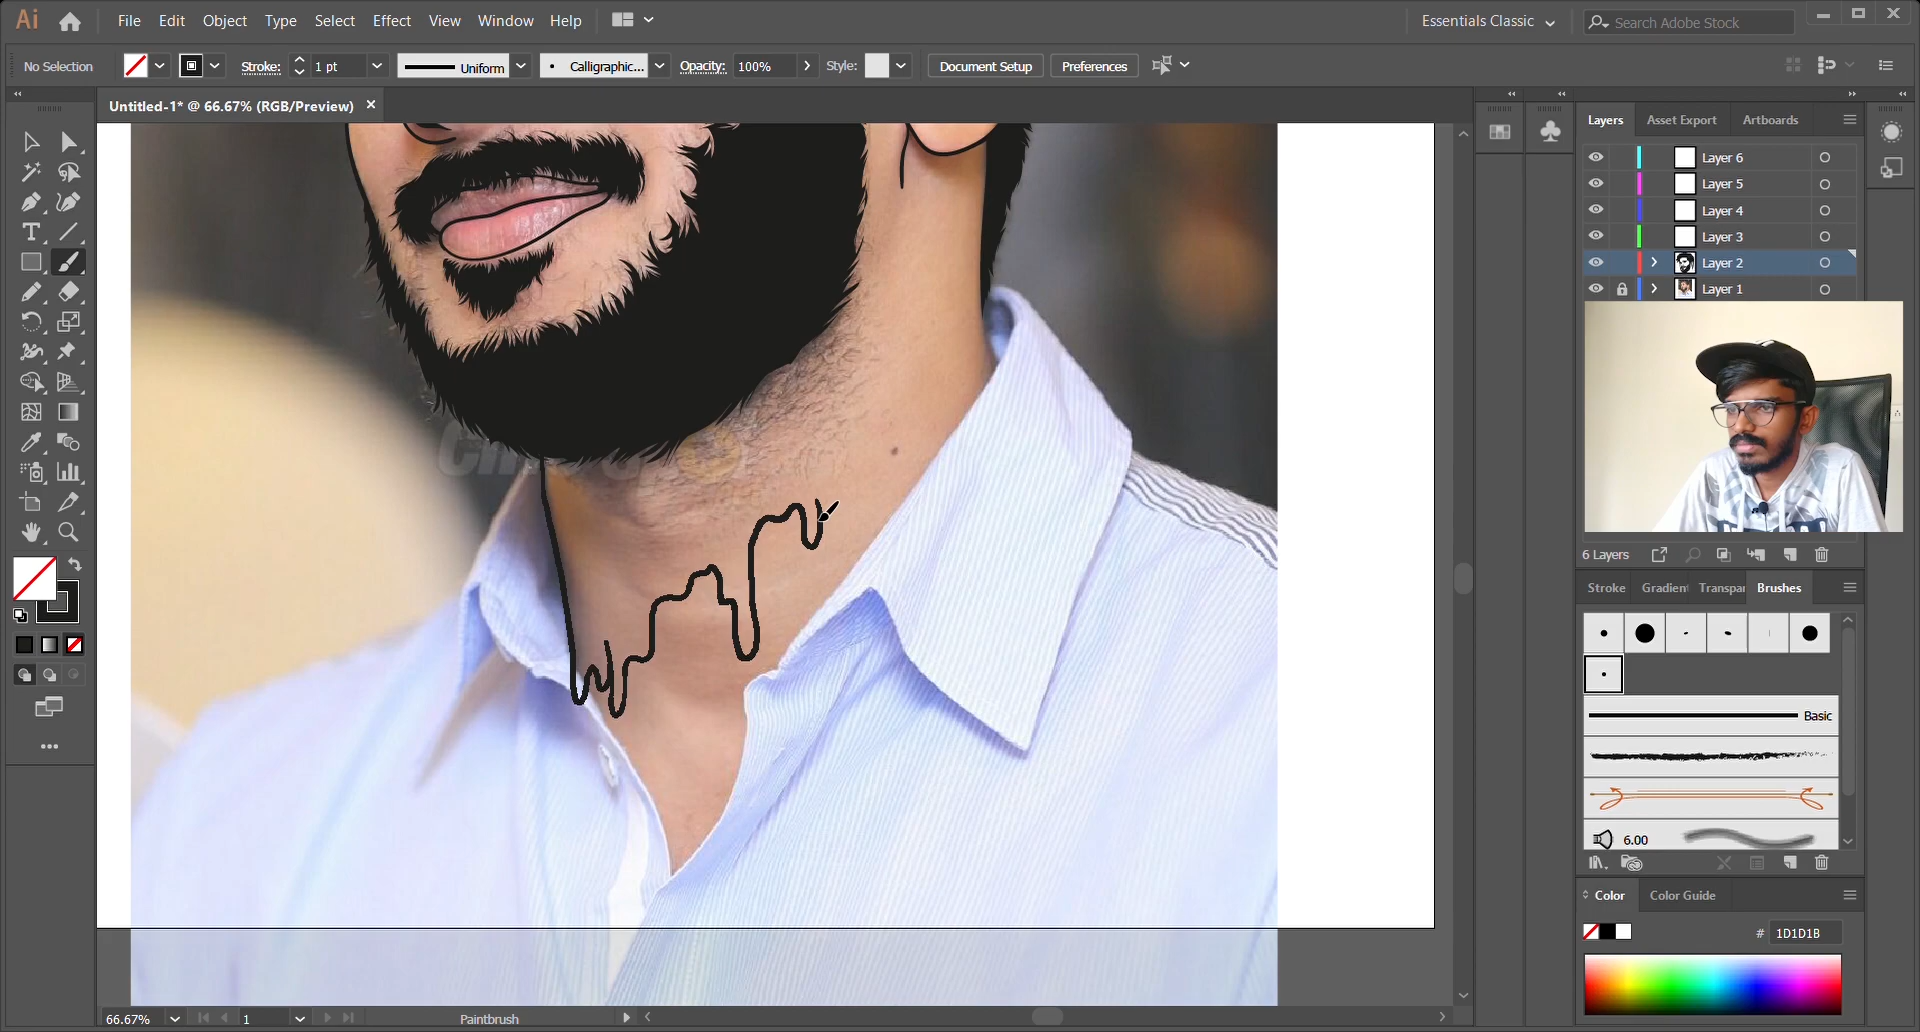 Ai
File Edit Object Type Select Effect View Window Help
Essentials Classic
Search Adobe Stock
No Selection
Stroke:
1 pt
Uniform
Calligraphic...
Opacity:
100%
Style:
Document Setup
Preferences
Untitled-1* @ 66.67% (RGB/Preview)
Layers Asset Export Artboards
Layer 6
Layer 5
Layer 4
Layer 3
Layer 2
Layer 1
6 Layers
Stroke Gradient Transpar Brushes
Basic
6.00
Color Color Guide
# 1D1D1B
66.67%
1
Paintbrush